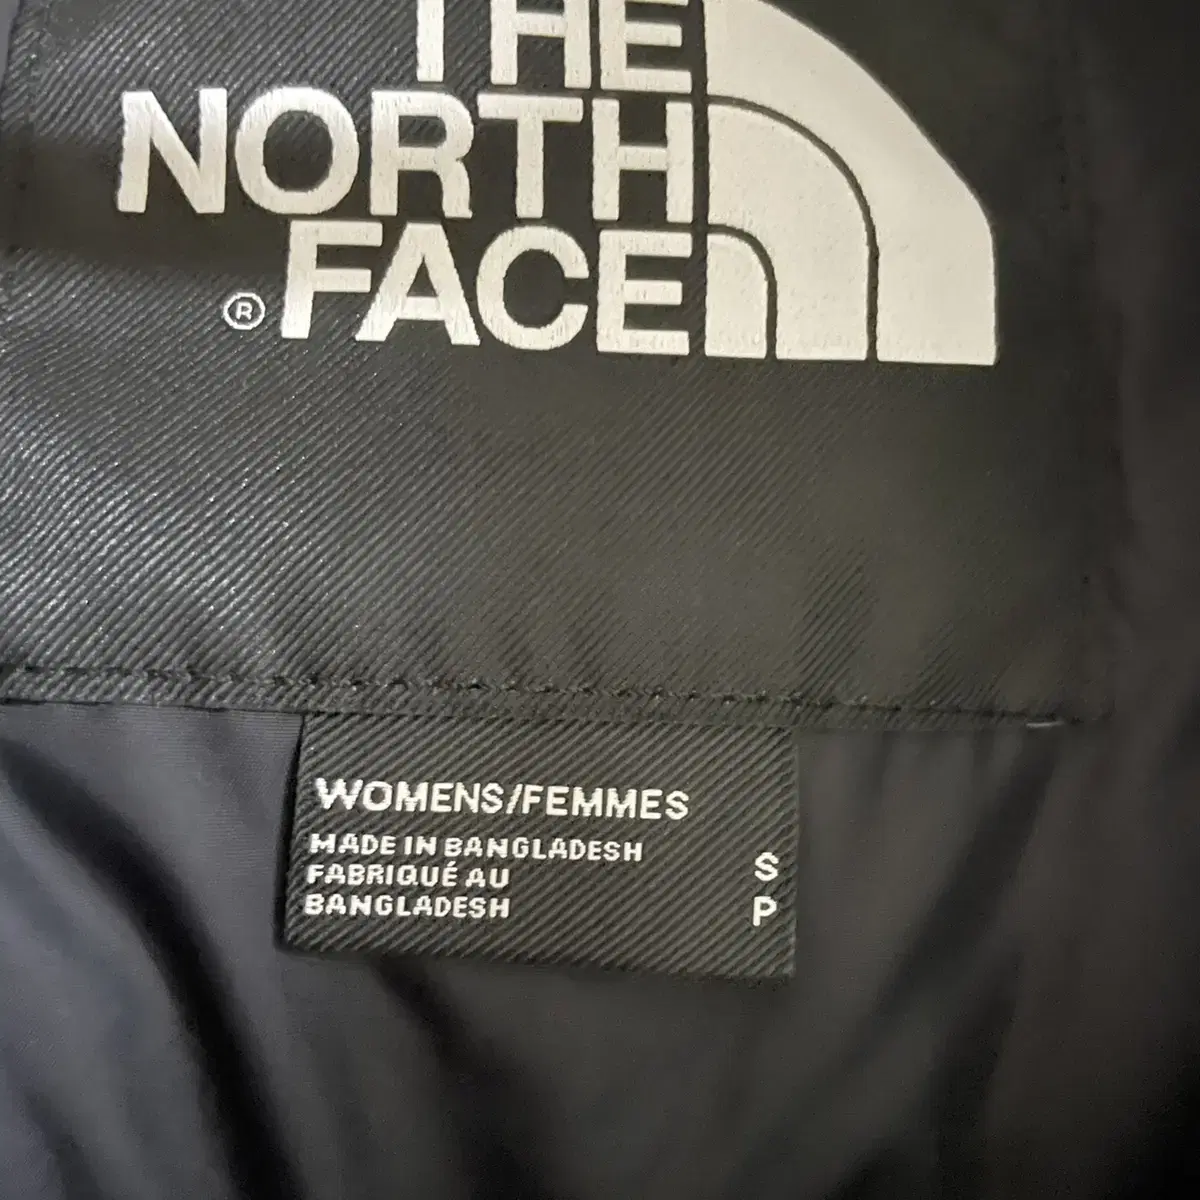 THE
NORTH
® FACE
WOMENS/FEMMES
MADE IN BANGLADESH
FABRIQUÉ AU
BANGLADESH
S
P